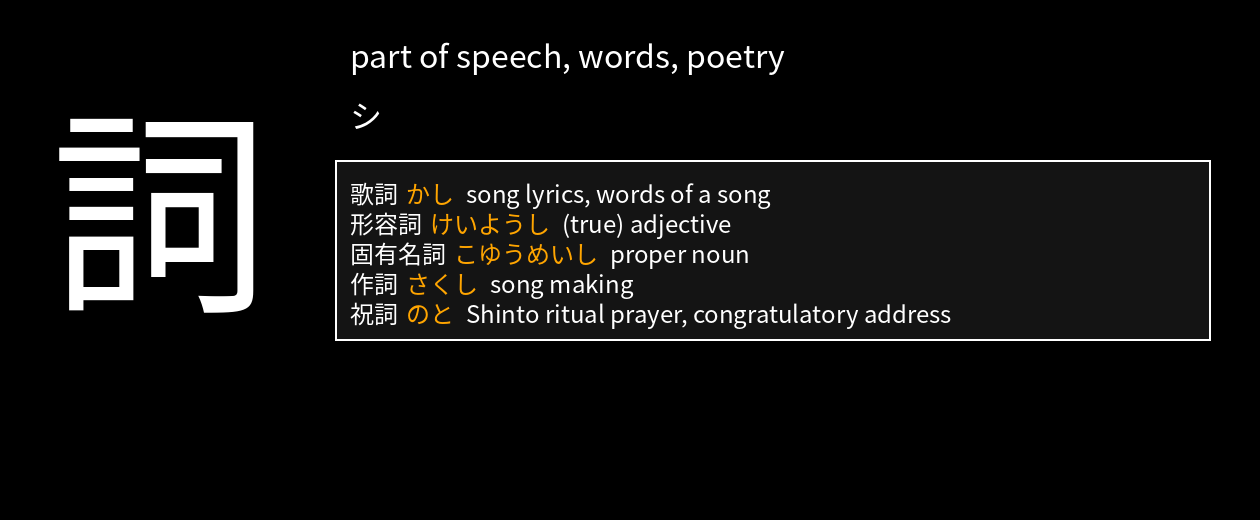 詞
part of speech, words, poetry
シ
歌詞 かし song lyrics, words of a song
形容詞 けいようし (true) adjective
固有名詞 こゆうめいし proper noun
作詞 さくし song making
祝詞 のと Shinto ritual prayer, congratulatory address